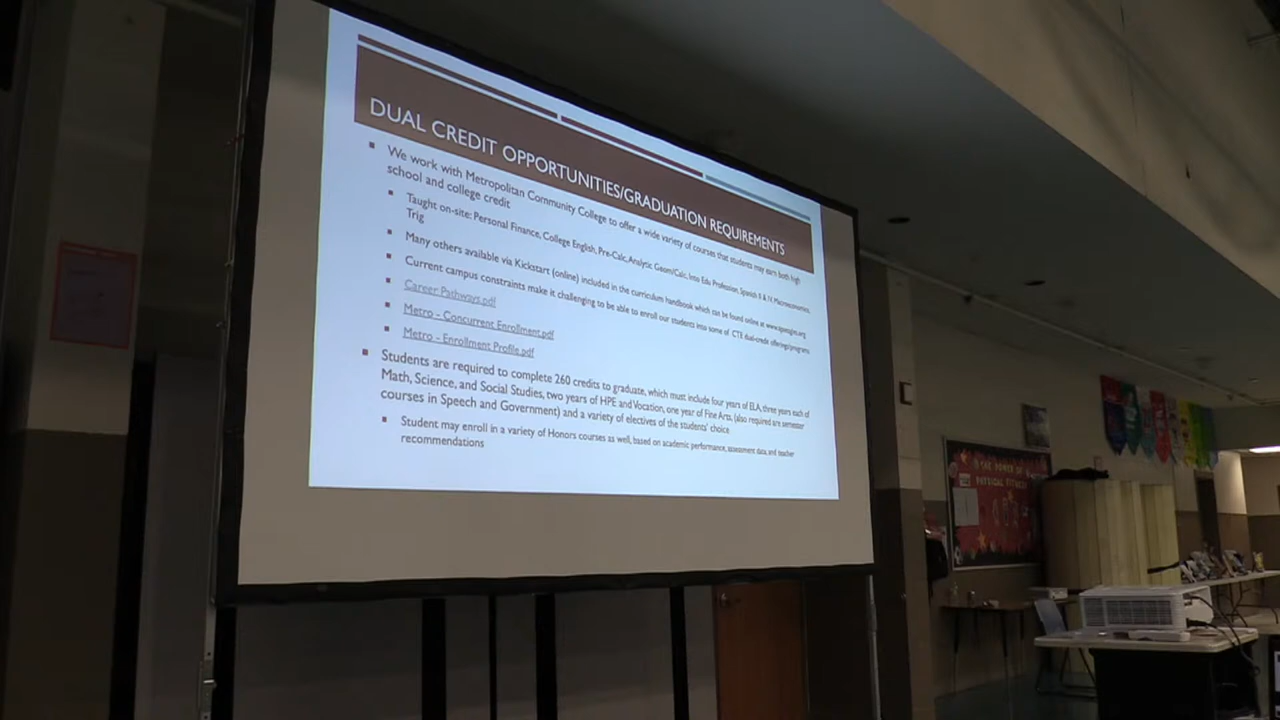 DUAL CREDIT OPPORTUNITIES/GRADUATION REQUIREMENTS
We work with Metropolitan Community College to offer a wide variety of courses that students may earn both high
school and college credit
Taught on-site: Personal Finance, College English, Pre-Calc, Analytic Geom/Calc, Intro Edu Profession, Spanish III & IV, Macroeconomics,
Trig
Many others available via Kickstart (online) included in the curriculum handbook which can be found online at
Current campus constraints make it challenging to be able to enroll our students into some of CTE dual-credit offerings/programs
Career Pathways.pdf
Metro - Concurrent Enrollment.pdf
Metro - Enrollment Profile.pdf
Students are required to complete 260 credits to graduate, which must include four years of ELA, three years each of
Math, Science, and Social Studies, two years of HPE and Vocation, one year of Fine Arts, (also required are semester
courses in Speech and Government) and a variety of electives of the students' choice
Student may enroll in a variety of Honors courses as well, based on academic performance, assessment data, and teacher
recommendations
THE POWER OF
PHYSICAL FITNESS